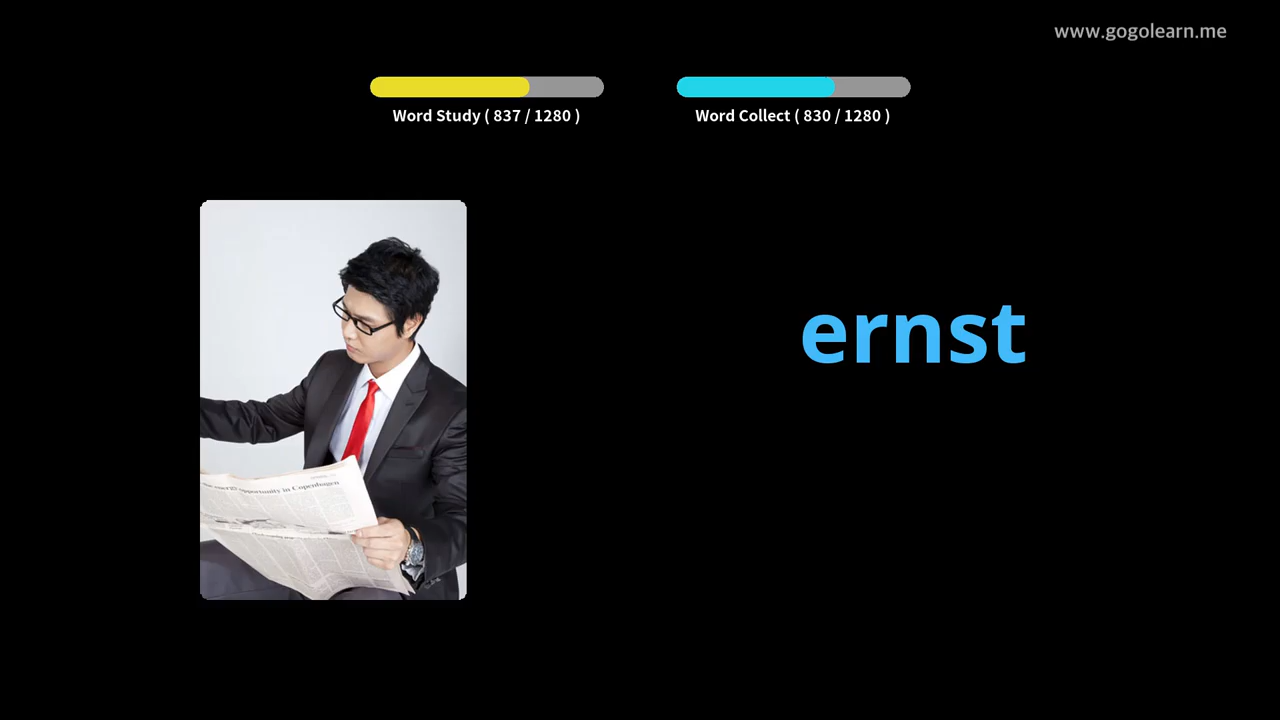 www.gogolearn.me
Word Study ( 837 / 1280 )
Word Collect ( 830 / 1280 )
ernst
opportunity in Copenhagen